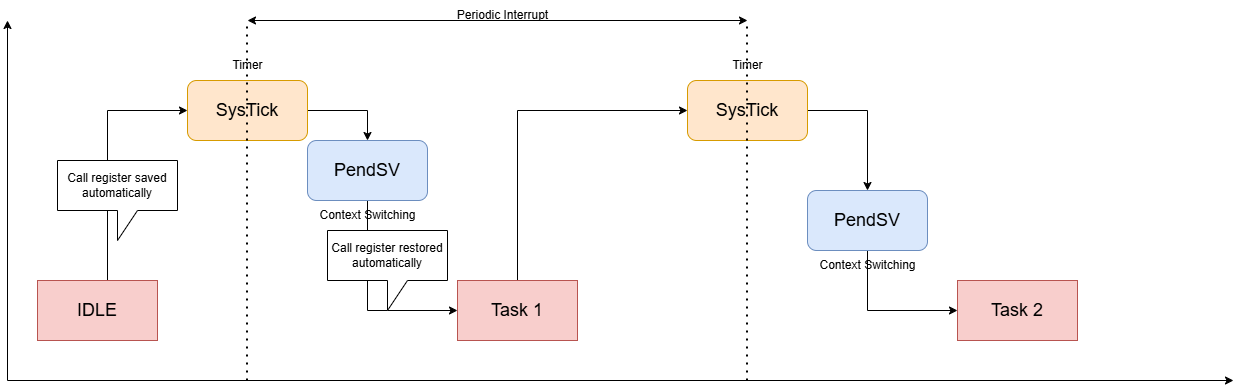 Periodic Interrupt
Timer
Timer
SysTick
SysTick
PendSV
Call register saved
automatically
Context Switching
PendSV
Call register restored
automatically
Context Switching
IDLE
Task 1
Task 2